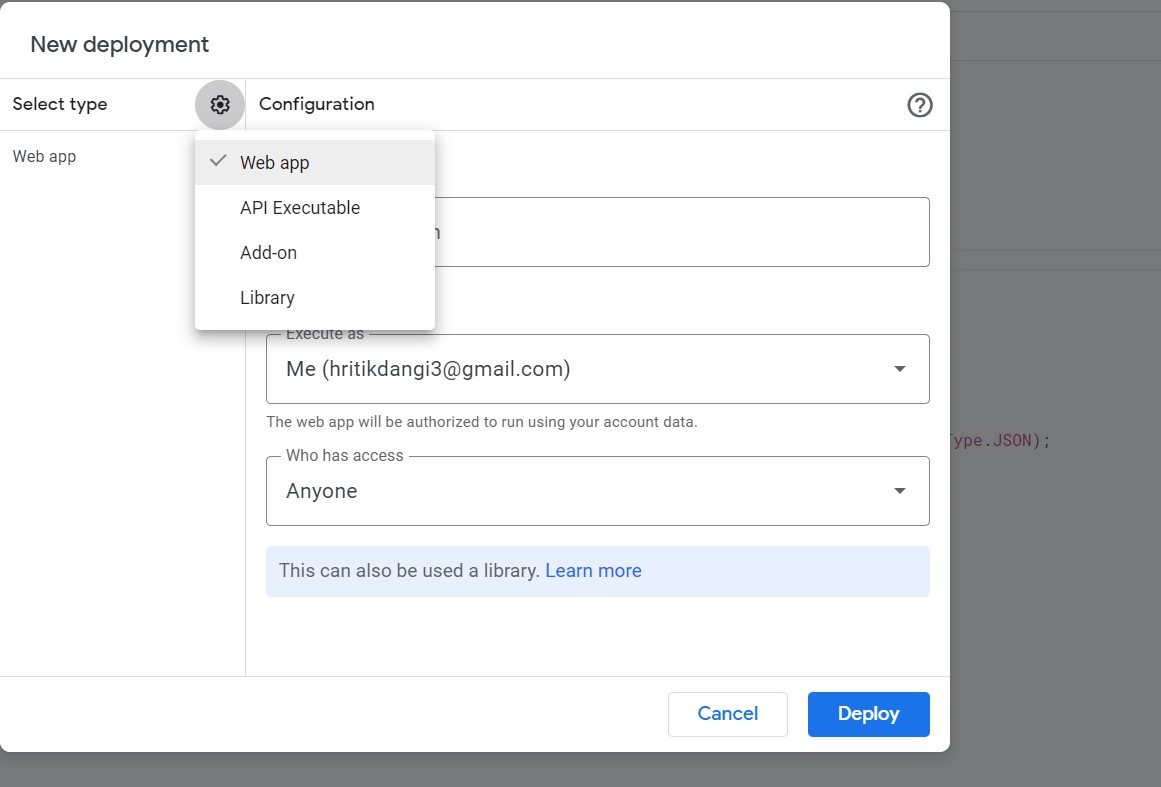 New deployment
Select type
Configuration
Web app
Web app
API Executable
Add-on
Library
Execute as
Me (hritikdangi3@gmail.com)
The web app will be authorized to run using your account data.
Who has access
Anyone
This can also be used a library. Learn more
Cancel
Deploy
Type.JSON);